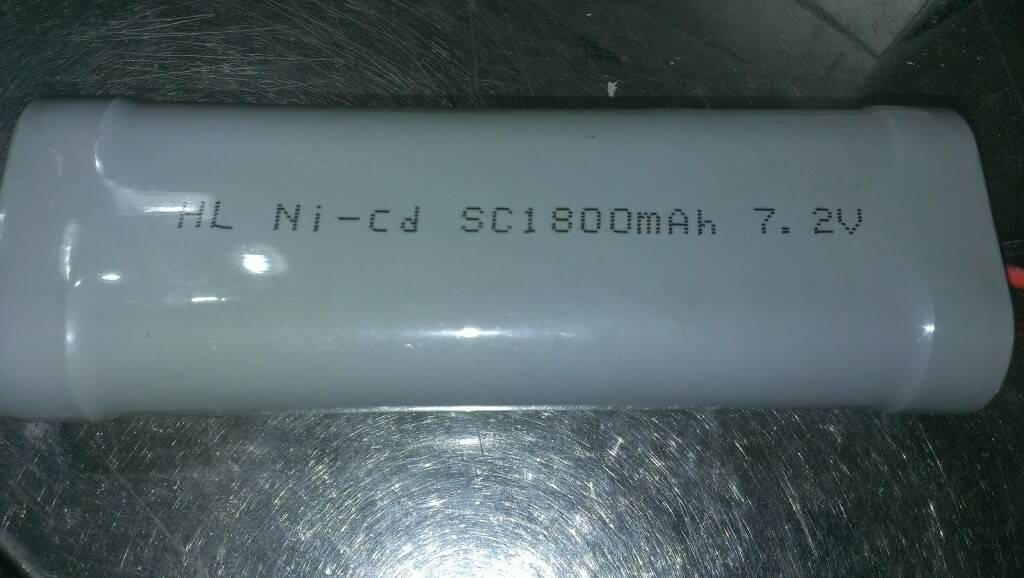 HL Ni-cd SC1800mAh 7.2V